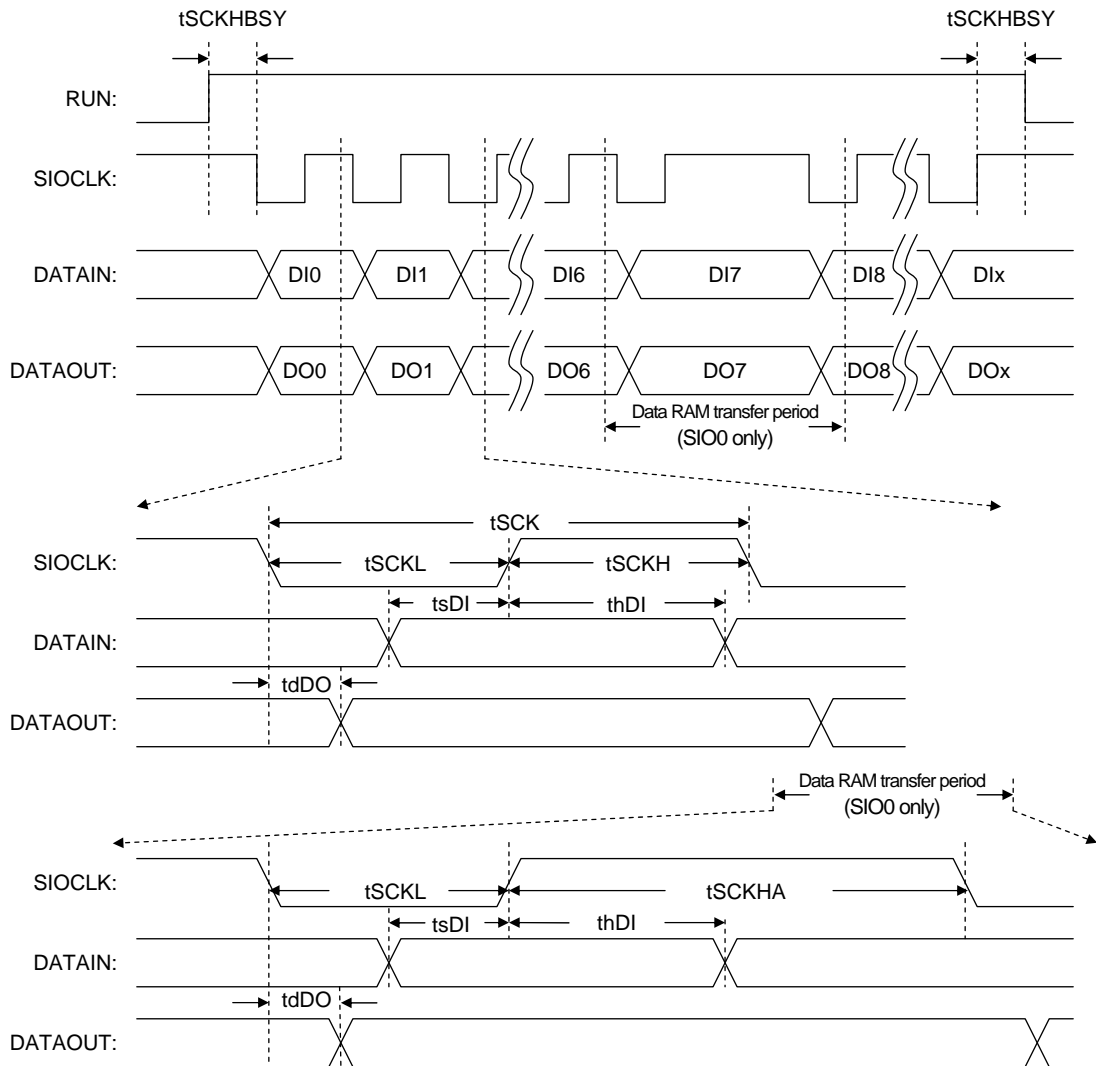 tSCKHBSY tSCKHBSY
RUN:
SIOCLK:
DATAIN: DI0 DI1 DI6 DI7 DI8 DIx
DATAOUT: DO0 DO1 DO6 DO7 DO8 DOx
Data RAM transfer period
(SIO0 only)
tSCK
SIOCLK: tSCKL tSCKH
tsDI thDI
DATAIN:
tdDO
DATAOUT:
Data RAM transfer period
(SIO0 only)
SIOCLK: tSCKL tSCKHA
tsDI thDI
DATAIN:
tdDO
DATAOUT: